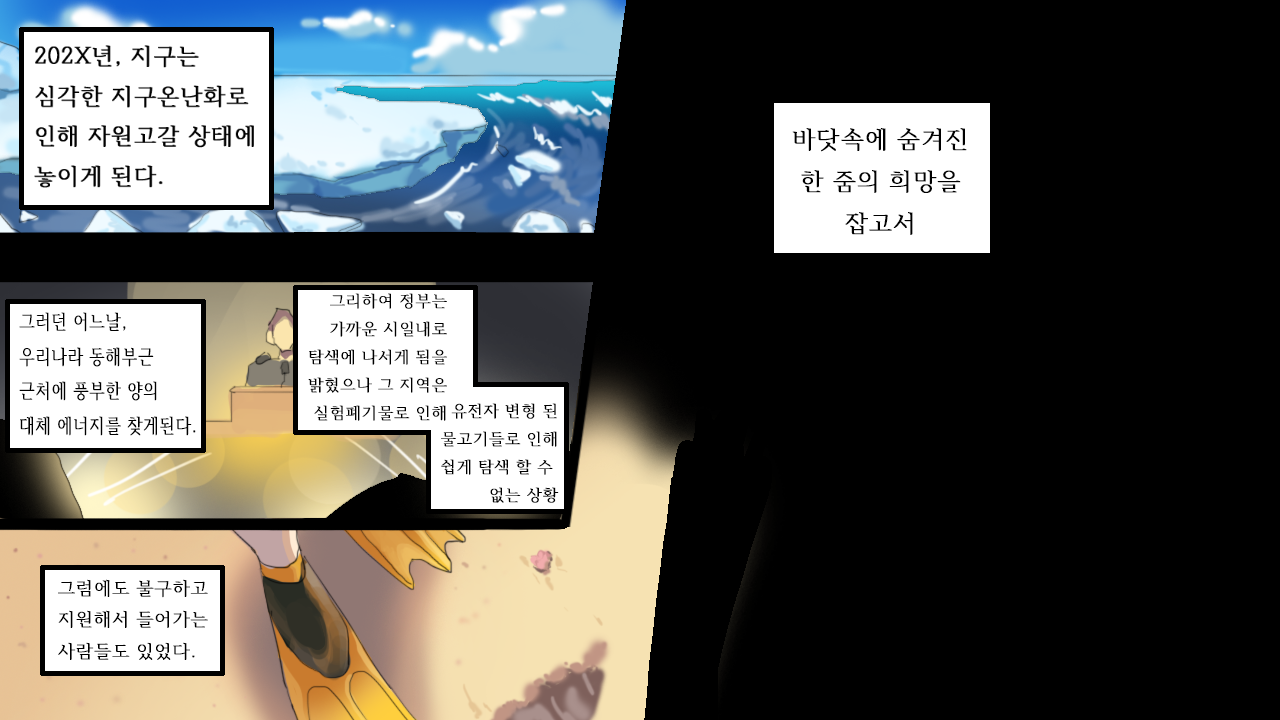 202X년, 지구는
심각한 지구온난화로
인해 자원고갈 상태에
놓이게 된다.
그러던 어느날,
우리나라 동해부근
근처에 풍부한 양의
대체 에너지를 찾게된다.
그리하여 정부는
가까운 시일내로
탐색에 나서게 됨을
밝혔으나 그 지역은
실험폐기물로 인해 유전자 변형 된
물고기들로 인해
쉽게 탐색 할 수
없는 상황
그럼에도 불구하고
지원해서 들어가는
사람들도 있었다.
바닷속에 숨겨진
한 줌의 희망을
잡고서